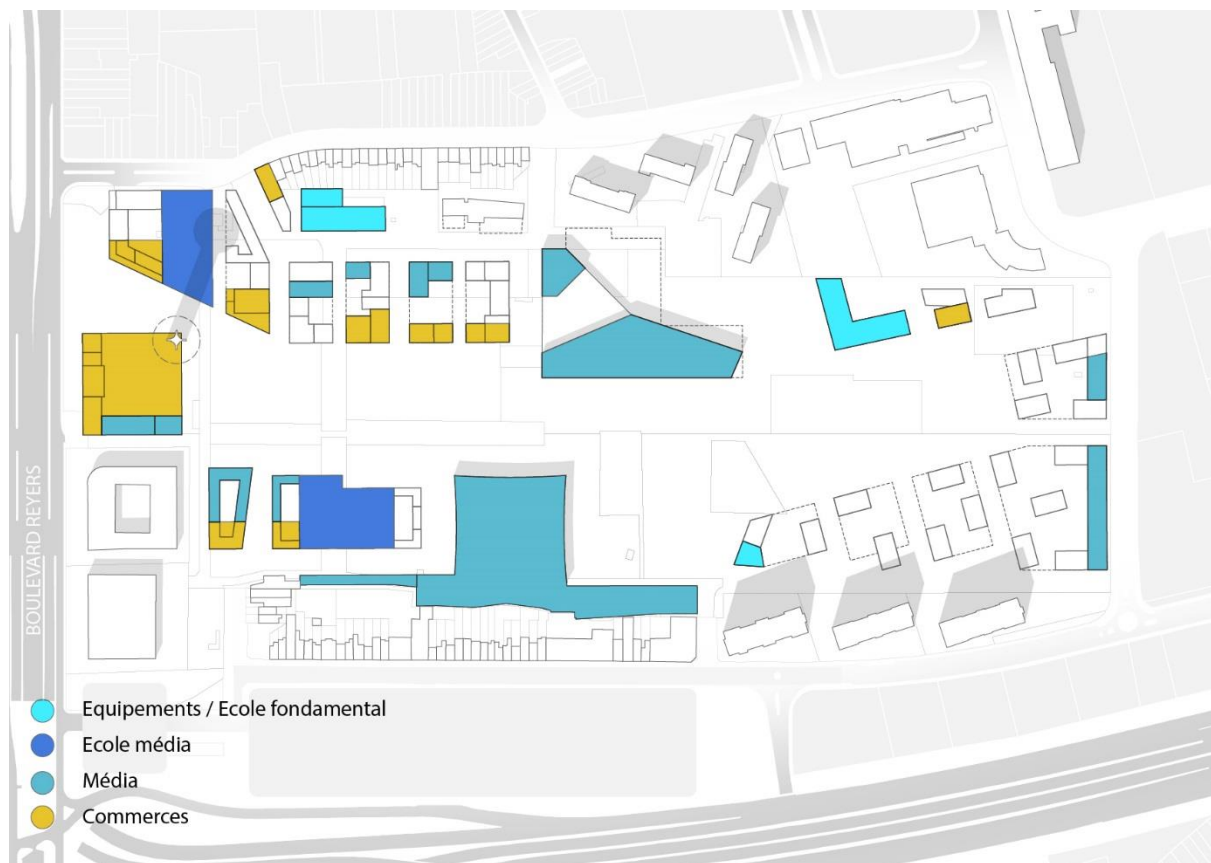 BOULEVARD REYERS
Equipements / Ecole fondamental
Ecole média
Média
Commerces